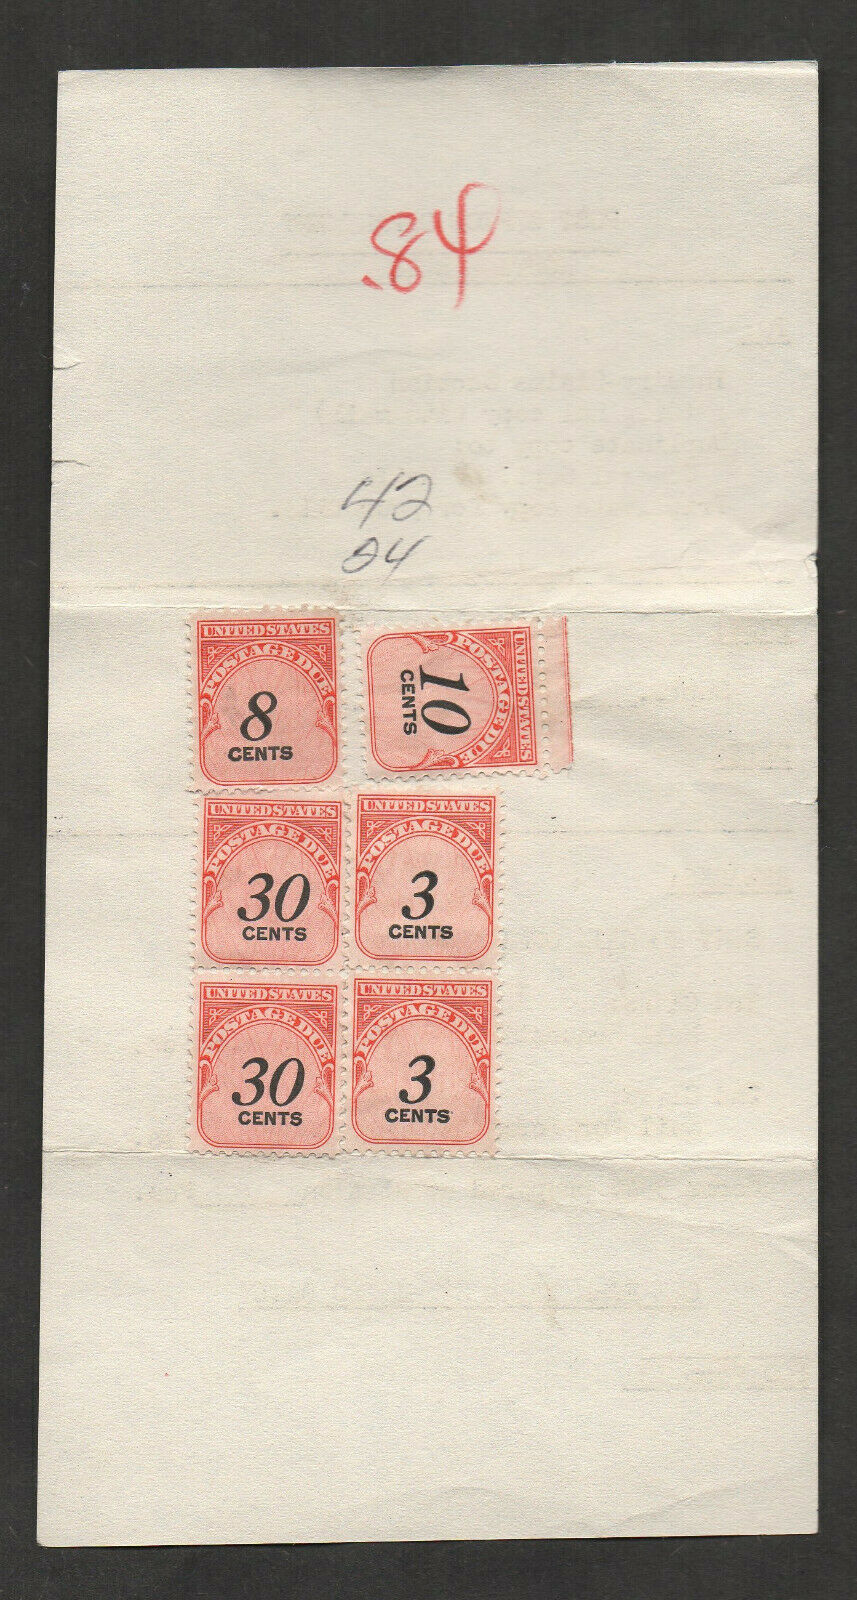 .84
42
04
UNITED STATES
POSTAGE DUE
8
CENTS
UNITED STATES
POSTAGE DUE
10
CENTS
UNITED STATES
POSTAGE DUE
30
CENTS
UNITED STATES
POSTAGE DUE
3
CENTS
UNITED STATES
POSTAGE DUE
30
CENTS
UNITED STATES
POSTAGE DUE
3
CENTS